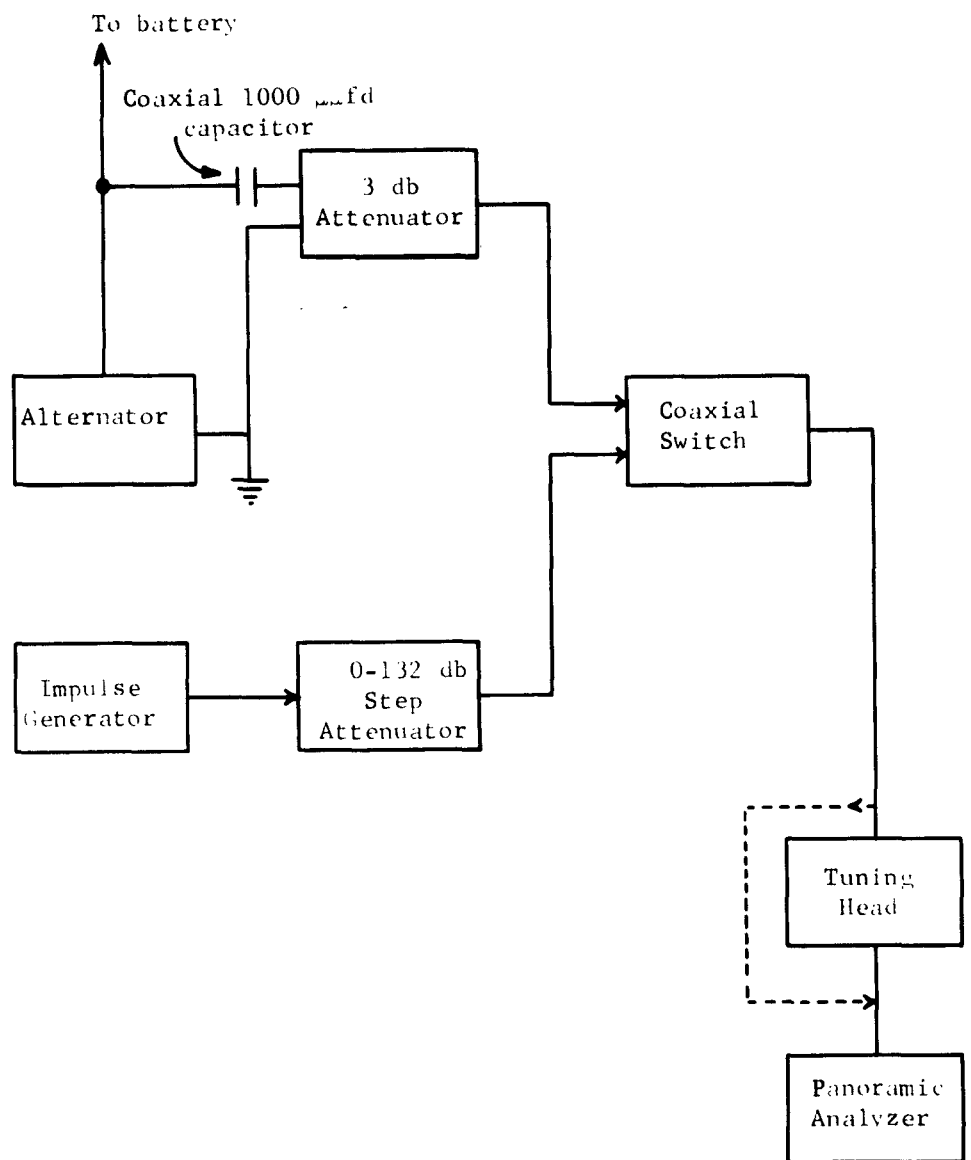 To battery
Coaxial 1000 μμfd
capacitor
3 db
Attenuator
Alternator
Coaxial
Switch
Impulse
Generator
0-132 db
Step
Attenuator
Tuning
Head
Panoramic
Analyzer